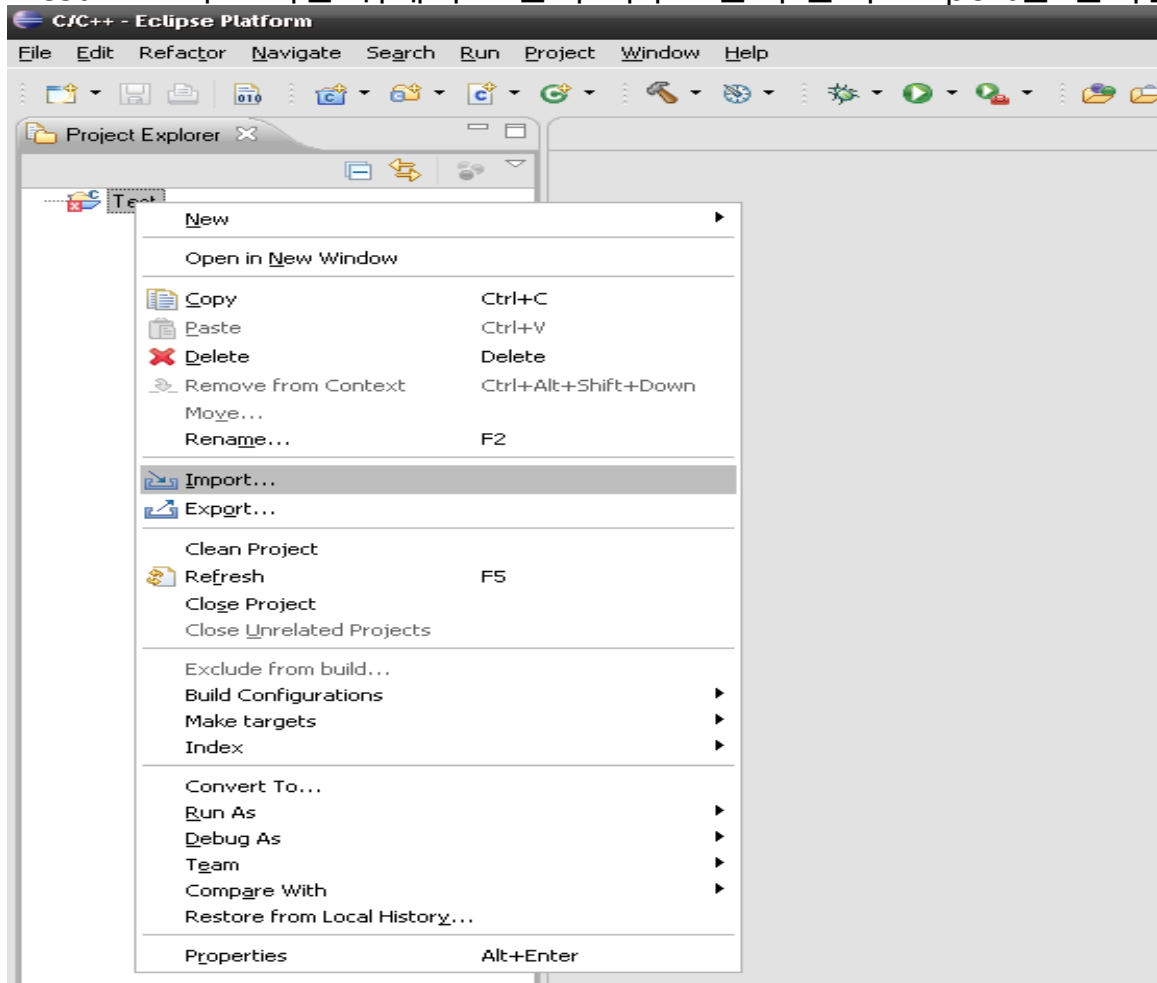 C/C++ - Eclipse Platform
File Edit Refactor Navigate Search Run Project Window Help
Project Explorer
New
Open in New Window
Copy Ctrl+C
Paste Ctrl+V
Delete Delete
Remove from Context Ctrl+Alt+Shift+Down
Move...
Rename... F2
Import...
Export...
Clean Project
Refresh F5
Close Project
Close Unrelated Projects
Exclude from build...
Build Configurations
Make targets
Index
Convert To...
Run As
Debug As
Team
Compare With
Restore from Local History...
Properties Alt+Enter